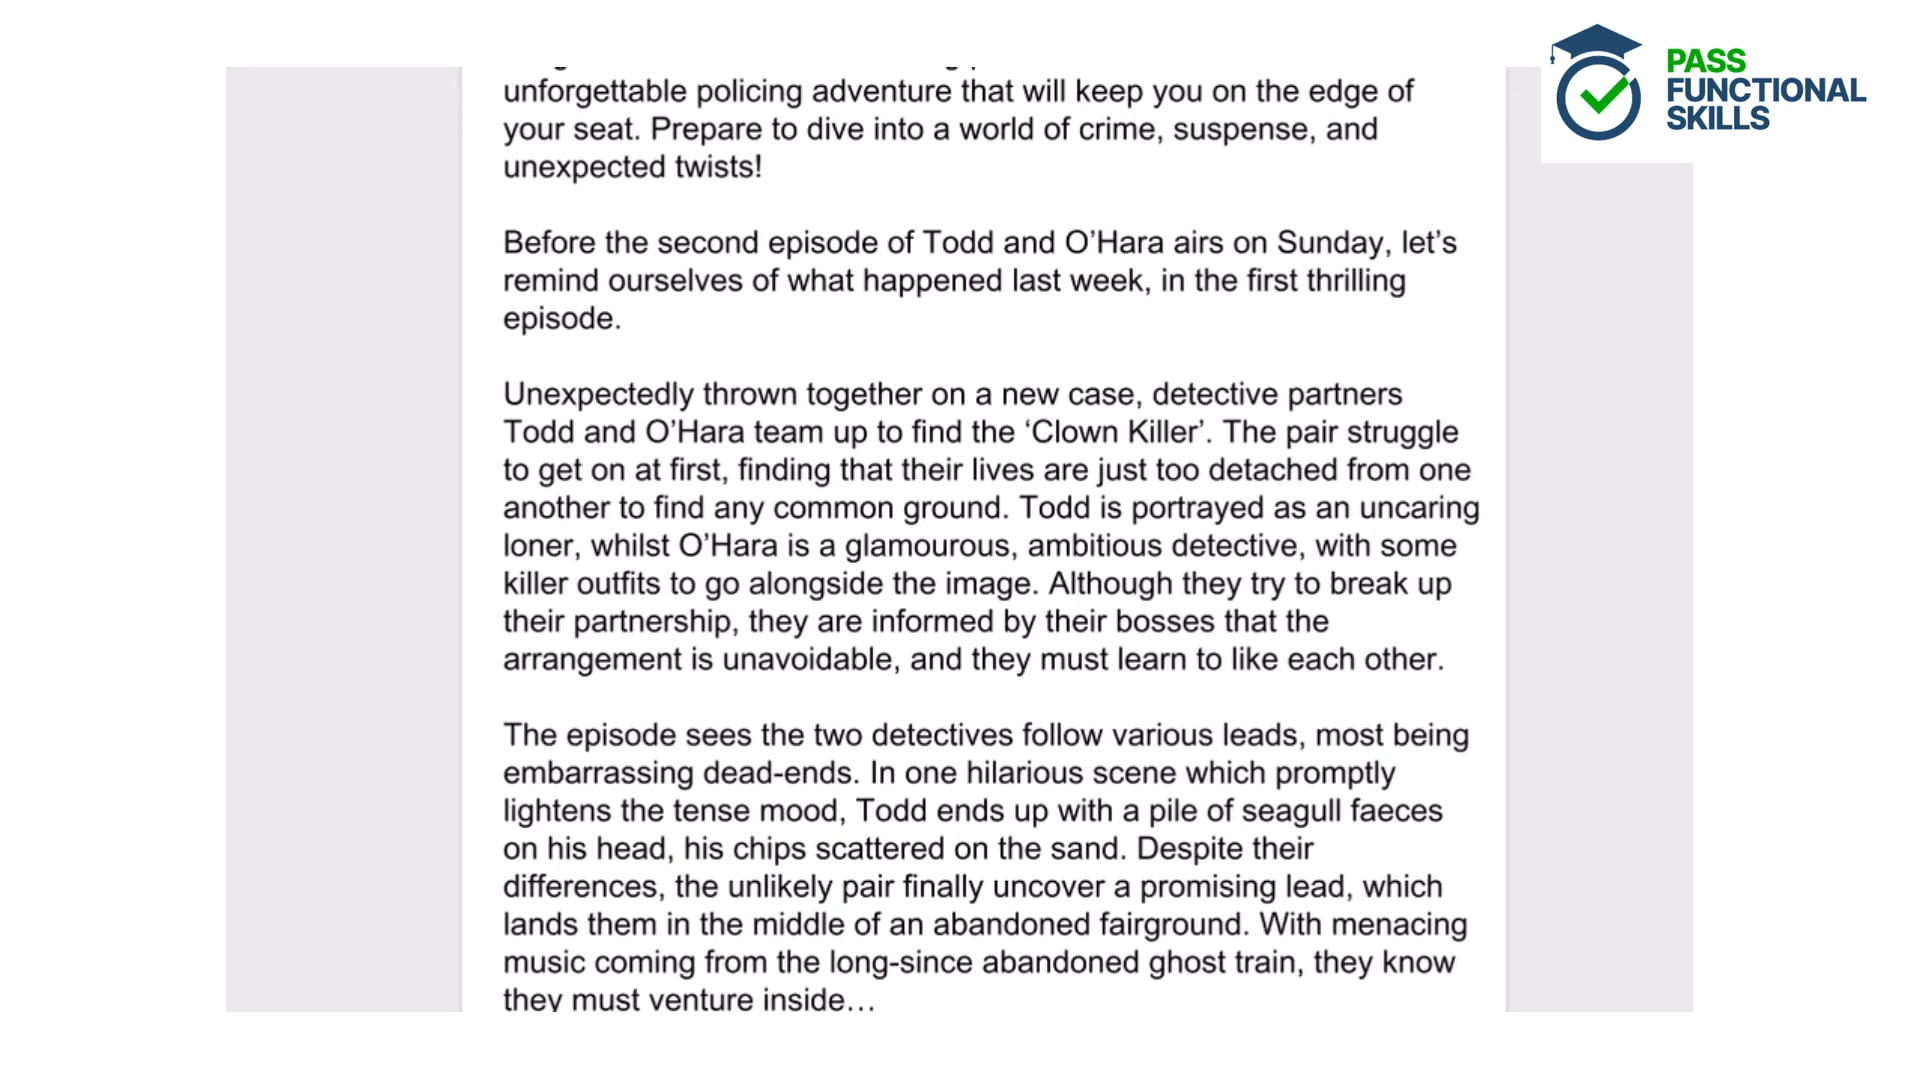 unforgettable policing adventure that will keep you on the edge of
your seat. Prepare to dive into a world of crime, suspense, and
unexpected twists!
Before the second episode of Todd and O’Hara airs on Sunday, let’s
remind ourselves of what happened last week, in the first thrilling
episode.
Unexpectedly thrown together on a new case, detective partners
Todd and O’Hara team up to find the ‘Clown Killer’. The pair struggle
to get on at first, finding that their lives are just too detached from one
another to find any common ground. Todd is portrayed as an uncaring
loner, whilst O’Hara is a glamourous, ambitious detective, with some
killer outfits to go alongside the image. Although they try to break up
their partnership, they are informed by their bosses that the
arrangement is unavoidable, and they must learn to like each other.
The episode sees the two detectives follow various leads, most being
embarrassing dead-ends. In one hilarious scene which promptly
lightens the tense mood, Todd ends up with a pile of seagull faeces
on his head, his chips scattered on the sand. Despite their
differences, the unlikely pair finally uncover a promising lead, which
lands them in the middle of an abandoned fairground. With menacing
music coming from the long-since abandoned ghost train, they know
they must venture inside…
PASS
FUNCTIONAL
SKILLS